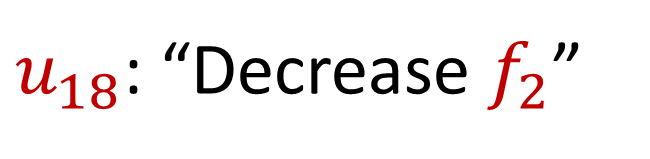 u₁₈: “Decrease f₂”